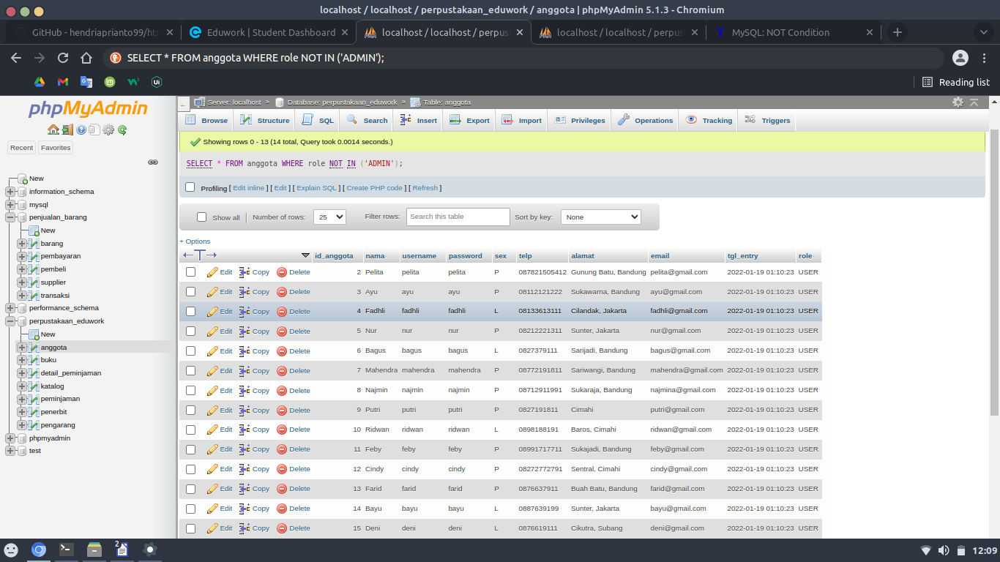 localhost / localhost / perpustakaan_eduwork / anggota | phpMyAdmin 5.1.3 - Chromium
GitHub - hendriaprianto99/htm
Eduwork | Student Dashboard
localhost / localhost / perpus
localhost / localhost / perpus
MySQL: NOT Condition
SELECT * FROM anggota WHERE role NOT IN ('ADMIN');
Reading list
phpMyAdmin
Recent Favorites
New
information_schema
mysql
penjualan_barang
New
barang
pembayaran
pembeli
supplier
transaksi
performance_schema
perpustakaan_eduwork
New
anggota
buku
detail_peminjaman
katalog
peminjaman
penerbit
pengarang
phpmyadmin
test
Server: localhost » Database: perpustakaan_eduwork » Table: anggota
Browse Structure SQL Search Insert Export Import Privileges Operations Tracking Triggers
Showing rows 0 - 13 (14 total, Query took 0.0014 seconds.)
SELECT * FROM anggota WHERE role NOT IN ('ADMIN');
Profiling [ Edit inline ] [ Edit ] [ Explain SQL ] [ Create PHP code ] [ Refresh ]
Show all | Number of rows: 25 Filter rows: Search this table Sort by key: None
+ Options
←T→ id_anggota nama username password sex telp alamat email tgl_entry role
Edit Copy Delete 2 Pelita pelita pelita P 087821505412 Gunung Batu, Bandung pelita@gmail.com 2022-01-19 01:10:23 USER
Edit Copy Delete 3 Ayu ayu ayu P 08112121222 Sukawarna, Bandung ayu@gmail.com 2022-01-19 01:10:23 USER
Edit Copy Delete 4 Fadhli fadhli fadhli L 08133613111 Cilandak, Jakarta fadhli@gmail.com 2022-01-19 01:10:23 USER
Edit Copy Delete 5 Nur nur nur P 08212221311 Sunter, Jakarta nur@gmail.com 2022-01-19 01:10:23 USER
Edit Copy Delete 6 Bagus bagus bagus L 0827379111 Sarijadi, Bandung bagus@gmail.com 2022-01-19 01:10:23 USER
Edit Copy Delete 7 Mahendra mahendra mahendra P 08772191811 Sariwangi, Bandung mahendra@gmail.com 2022-01-19 01:10:23 USER
Edit Copy Delete 8 Najmin najmin najmin P 08712911991 Sukaraja, Bandung najmina@gmail.com 2022-01-19 01:10:23 USER
Edit Copy Delete 9 Putri putri putri P 0827191811 Cimahi putri@gmail.com 2022-01-19 01:10:23 USER
Edit Copy Delete 10 Ridwan ridwan ridwan L 0898188191 Baros, Cimahi ridwan@gmail.com 2022-01-19 01:10:23 USER
Edit Copy Delete 11 Feby feby feby P 08991717711 Sukajadi, Bandung feby@gmail.com 2022-01-19 01:10:23 USER
Edit Copy Delete 12 Cindy cindy cindy P 08272772791 Sentral, Cimahi cindy@gmail.com 2022-01-19 01:10:23 USER
Edit Copy Delete 13 Farid farid farid P 0876637911 Buah Batu, Bandung farid@gmail.com 2022-01-19 01:10:23 USER
Edit Copy Delete 14 Bayu bayu bayu L 0887639199 Sunter, Jakarta bayu@gmail.com 2022-01-19 01:10:23 USER
Edit Copy Delete 15 Deni deni deni L 0876619111 Cikutra, Subang deni@gmail.com 2022-01-19 01:10:23 USER
2
12:09